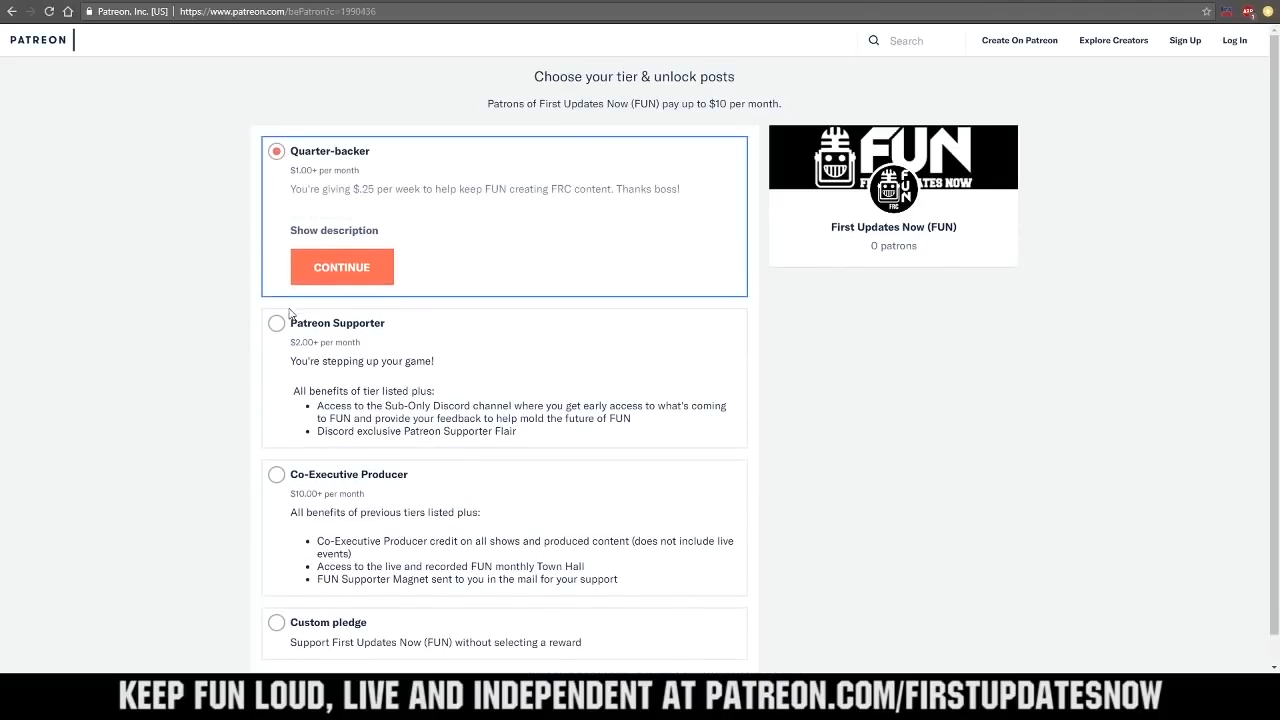 Patreon, Inc. [US] | https://www.patreon.com/bePatron?c=1990436
PATREON
Search
Create On Patreon
Explore Creators
Sign Up
Log In
Choose your tier & unlock posts
Patrons of First Updates Now (FUN) pay up to $10 per month.
Quarter-backer
$1.00+ per month
You're giving $.25 per week to help keep FUN creating FRC content. Thanks boss!
Show description
CONTINUE
FUN
FUN
FRC
First Updates Now (FUN)
0 patrons
Patreon Supporter
$2.00+ per month
You're stepping up your game!
All benefits of tier listed plus:
• Access to the Sub-Only Discord channel where you get early access to what's coming
to FUN and provide your feedback to help mold the future of FUN
• Discord exclusive Patreon Supporter Flair
Co-Executive Producer
$10.00+ per month
All benefits of previous tiers listed plus:
• Co-Executive Producer credit on all shows and produced content (does not include live
events)
• Access to the live and recorded FUN monthly Town Hall
• FUN Supporter Magnet sent to you in the mail for your support
Custom pledge
Support First Updates Now (FUN) without selecting a reward
KEEP FUN LOUD, LIVE AND INDEPENDENT AT PATREON.COM/FIRSTUPDATESNOW